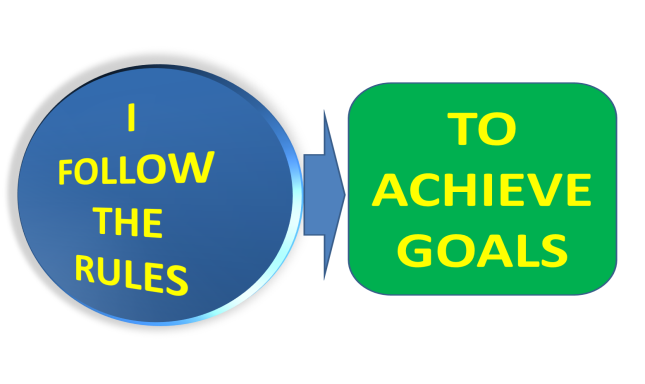 I
FOLLOW
THE
RULES
TO
ACHIEVE
GOALS